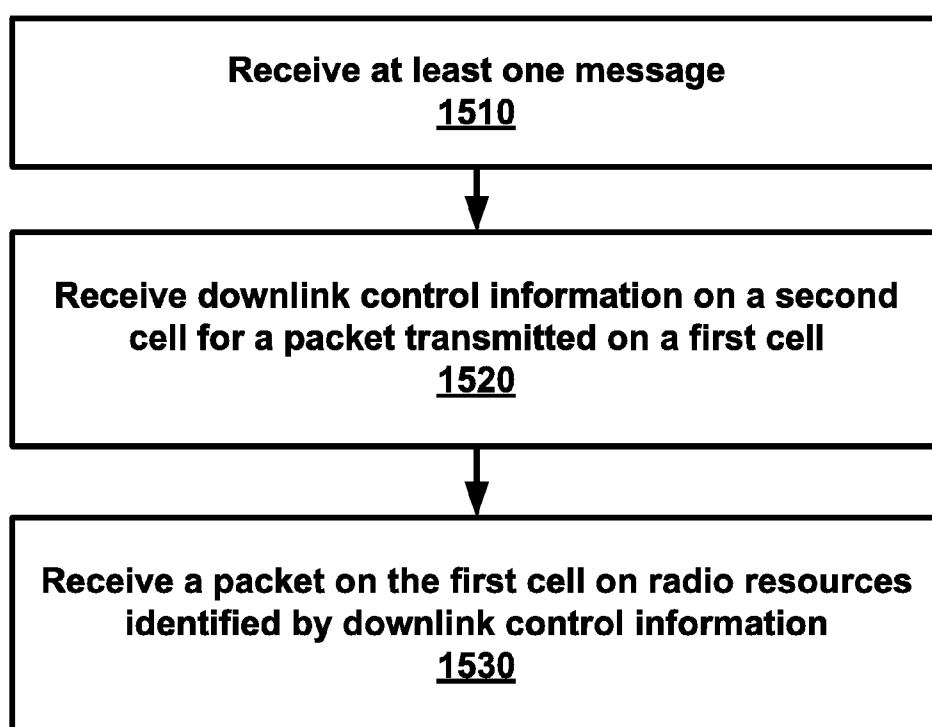 Receive at least one message
1510
Receive downlink control information on a second
cell for a packet transmitted on a first cell
1520
Receive a packet on the first cell on radio resources
identified by downlink control information
1530